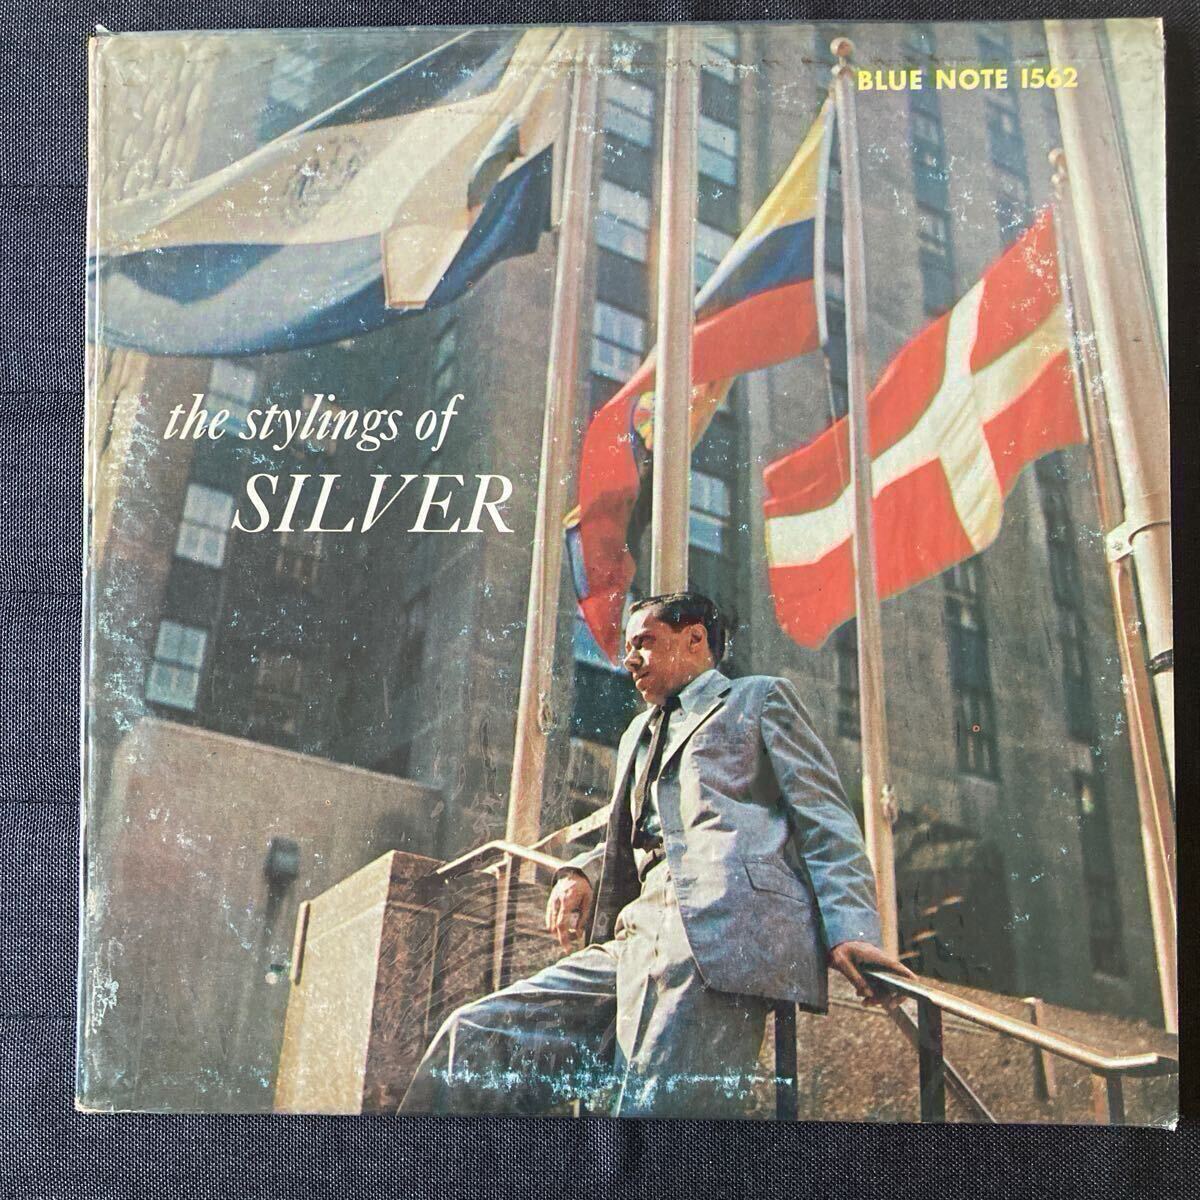 BLUE NOTE 1562
the stylings of
SILVER